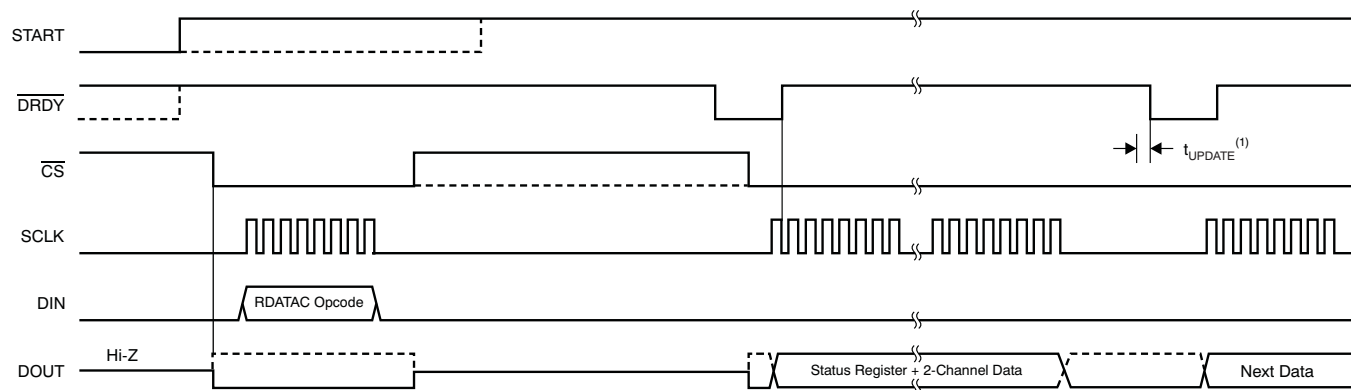 START
DRDY
t_UPDATE(1)
CS
SCLK
DIN
RDATAC Opcode
Hi-Z
DOUT
Status Register + 2-Channel Data
Next Data